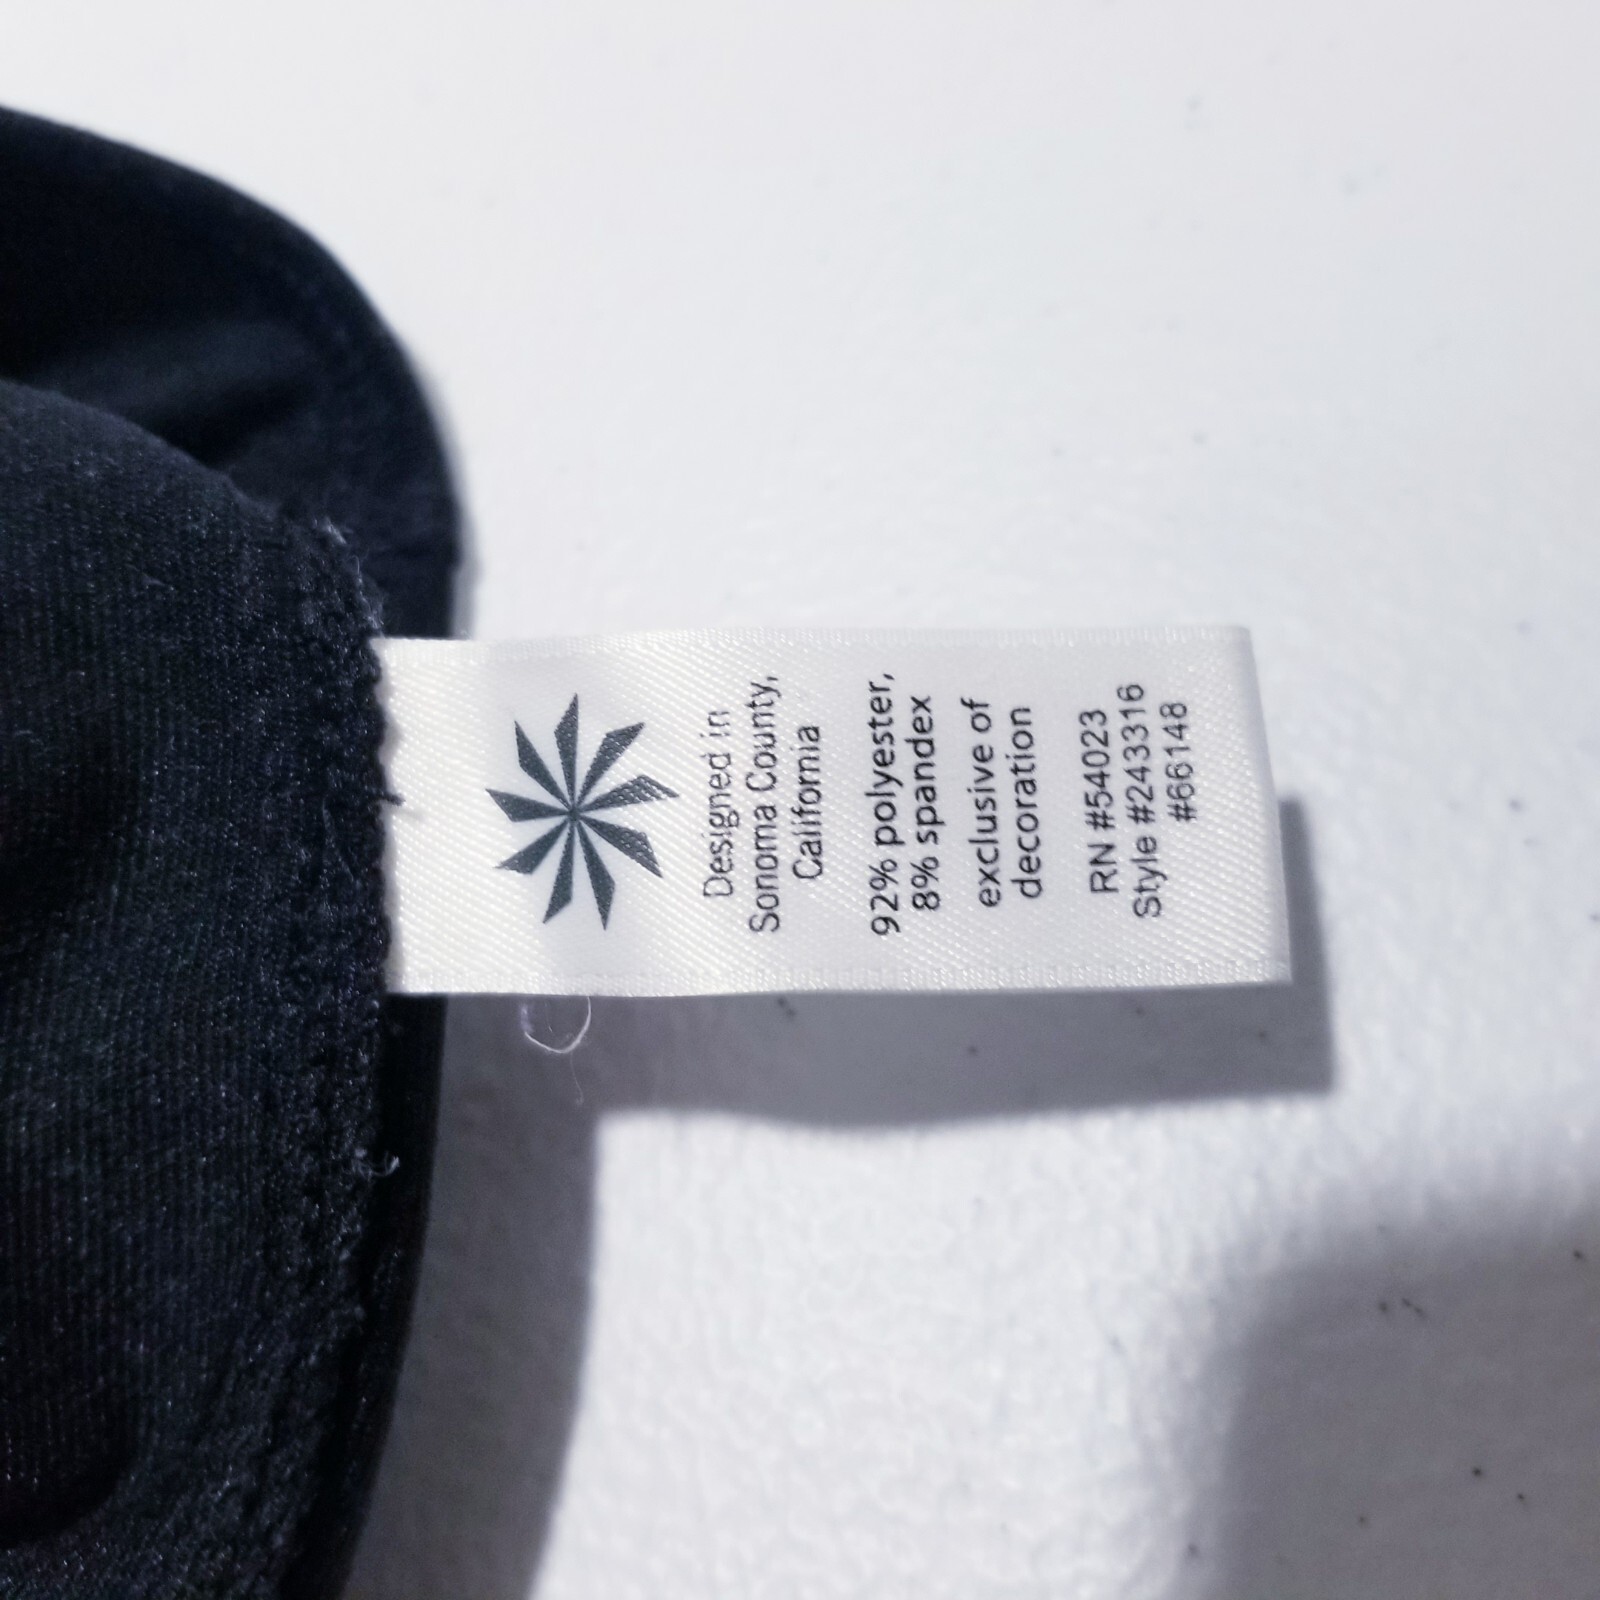 Designed in
Sonoma County,
California
92% polyester,
8% spandex
exclusive of
decoration
RN #54023
Style #243316
#66148